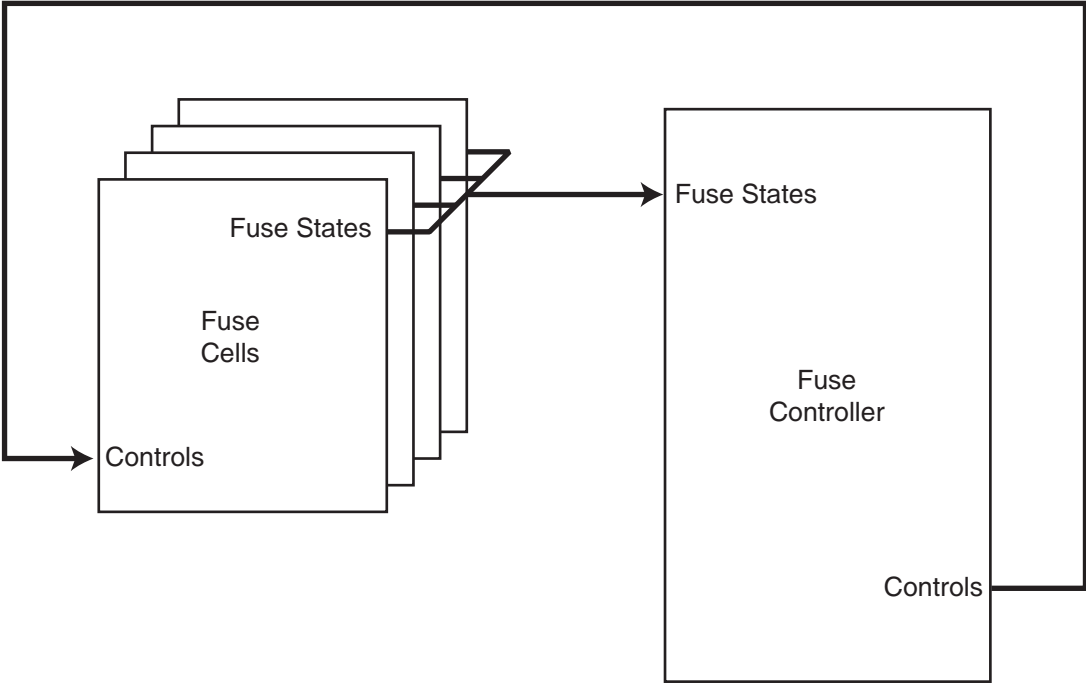 Fuse States
Fuse
Cells
Controls
Fuse States
Fuse
Controller
Controls